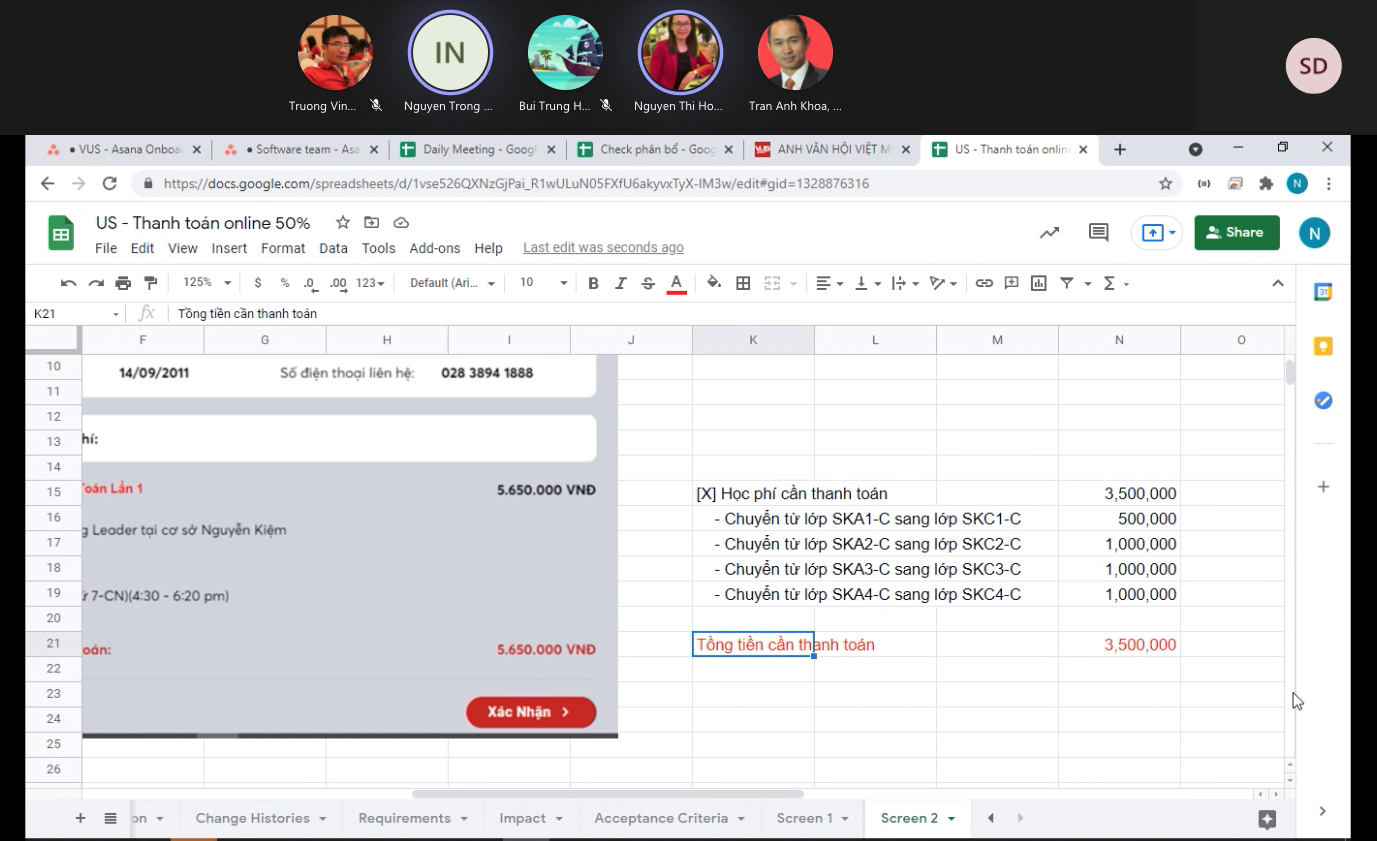 IN
SD
Truong Vin...
Nguyen Trong ...
Bui Trung H...
Nguyen Thi Ho...
Tran Anh Khoa, ...
• VUS - Asana Onboa
• Software team - Asa
Daily Meeting - Googl
Check phân bổ - Goog
ANH VĂN HỘI VIỆT M
US - Thanh toán onlin
https://docs.google.com/spreadsheets/d/1vse526QXNzGjPai_R1wULuN05FXfU6akyvxTyX-IM3w/edit#gid=1328876316
N
US - Thanh toán online 50%
File Edit View Insert Format Data Tools Add-ons Help Last edit was seconds ago
Share
N
125% $ % .0 .00 123 Default (Ari... 10 B I S A Σ
31
K21 fx Tổng tiền cần thanh toán
F G H I J K L M N O
10 14/09/2011 Số điện thoại liên hệ: 028 3894 1888
11
12
13 hí:
14
15 oán Lần 1 5.650.000 VNĐ [X] Học phí cần thanh toán 3,500,000
16 - Chuyển từ lớp SKA1-C sang lớp SKC1-C 500,000
g Leader tại cơ sở Nguyễn Kiệm
17 - Chuyển từ lớp SKA2-C sang lớp SKC2-C 1,000,000
18 - Chuyển từ lớp SKA3-C sang lớp SKC3-C 1,000,000
19 ứ 7-CN)(4:30 - 6:20 pm) - Chuyển từ lớp SKA4-C sang lớp SKC4-C 1,000,000
20
21 oán: 5.650.000 VNĐ Tổng tiền cần thanh toán 3,500,000
22
23
24 Xác Nhận
25
26
on Change Histories Requirements Impact Acceptance Criteria Screen 1 Screen 2